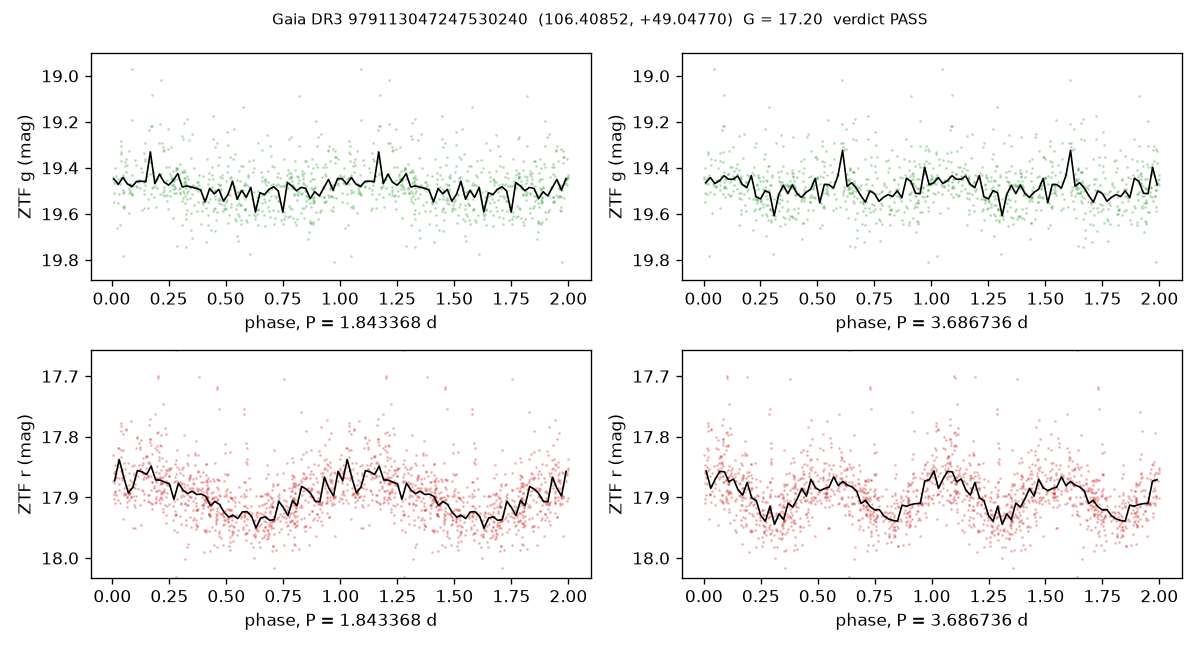 Gaia DR3 979113047247530240 (106.40852, +49.04770) G = 17.20 verdict PASS
ZTF g (mag)
19.0
19.2
19.4
19.6
19.8
0.00 0.25 0.50 0.75 1.00 1.25 1.50 1.75 2.00
phase, P = 1.843368 d
ZTF g (mag)
19.0
19.2
19.4
19.6
19.8
0.00 0.25 0.50 0.75 1.00 1.25 1.50 1.75 2.00
phase, P = 3.686736 d
ZTF r (mag)
17.7
17.8
17.9
18.0
0.00 0.25 0.50 0.75 1.00 1.25 1.50 1.75 2.00
phase, P = 1.843368 d
ZTF r (mag)
17.7
17.8
17.9
18.0
0.00 0.25 0.50 0.75 1.00 1.25 1.50 1.75 2.00
phase, P = 3.686736 d